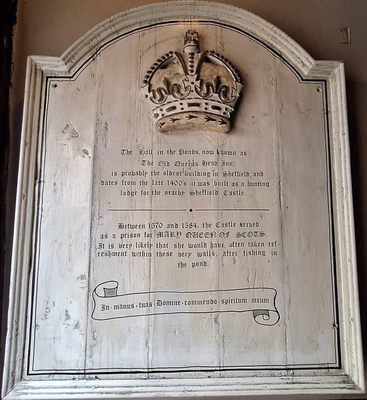 The Hall in the Ponds, now known as
The Old Queens Head Inn;
is probably the oldest building in Sheffield, and
dates from the late 1400s it was built as a hunting
lodge for the nearby Sheffield Castle.
Between 1570 and 1584, the Castle served
as a prison for MARY QUEEN OF SCOTS
It is very likely that she would have often taken ref-
reshment within these very walls, after fishing in
the pond.
In · manus · tuas · Domine · commendo · spiritum · meum